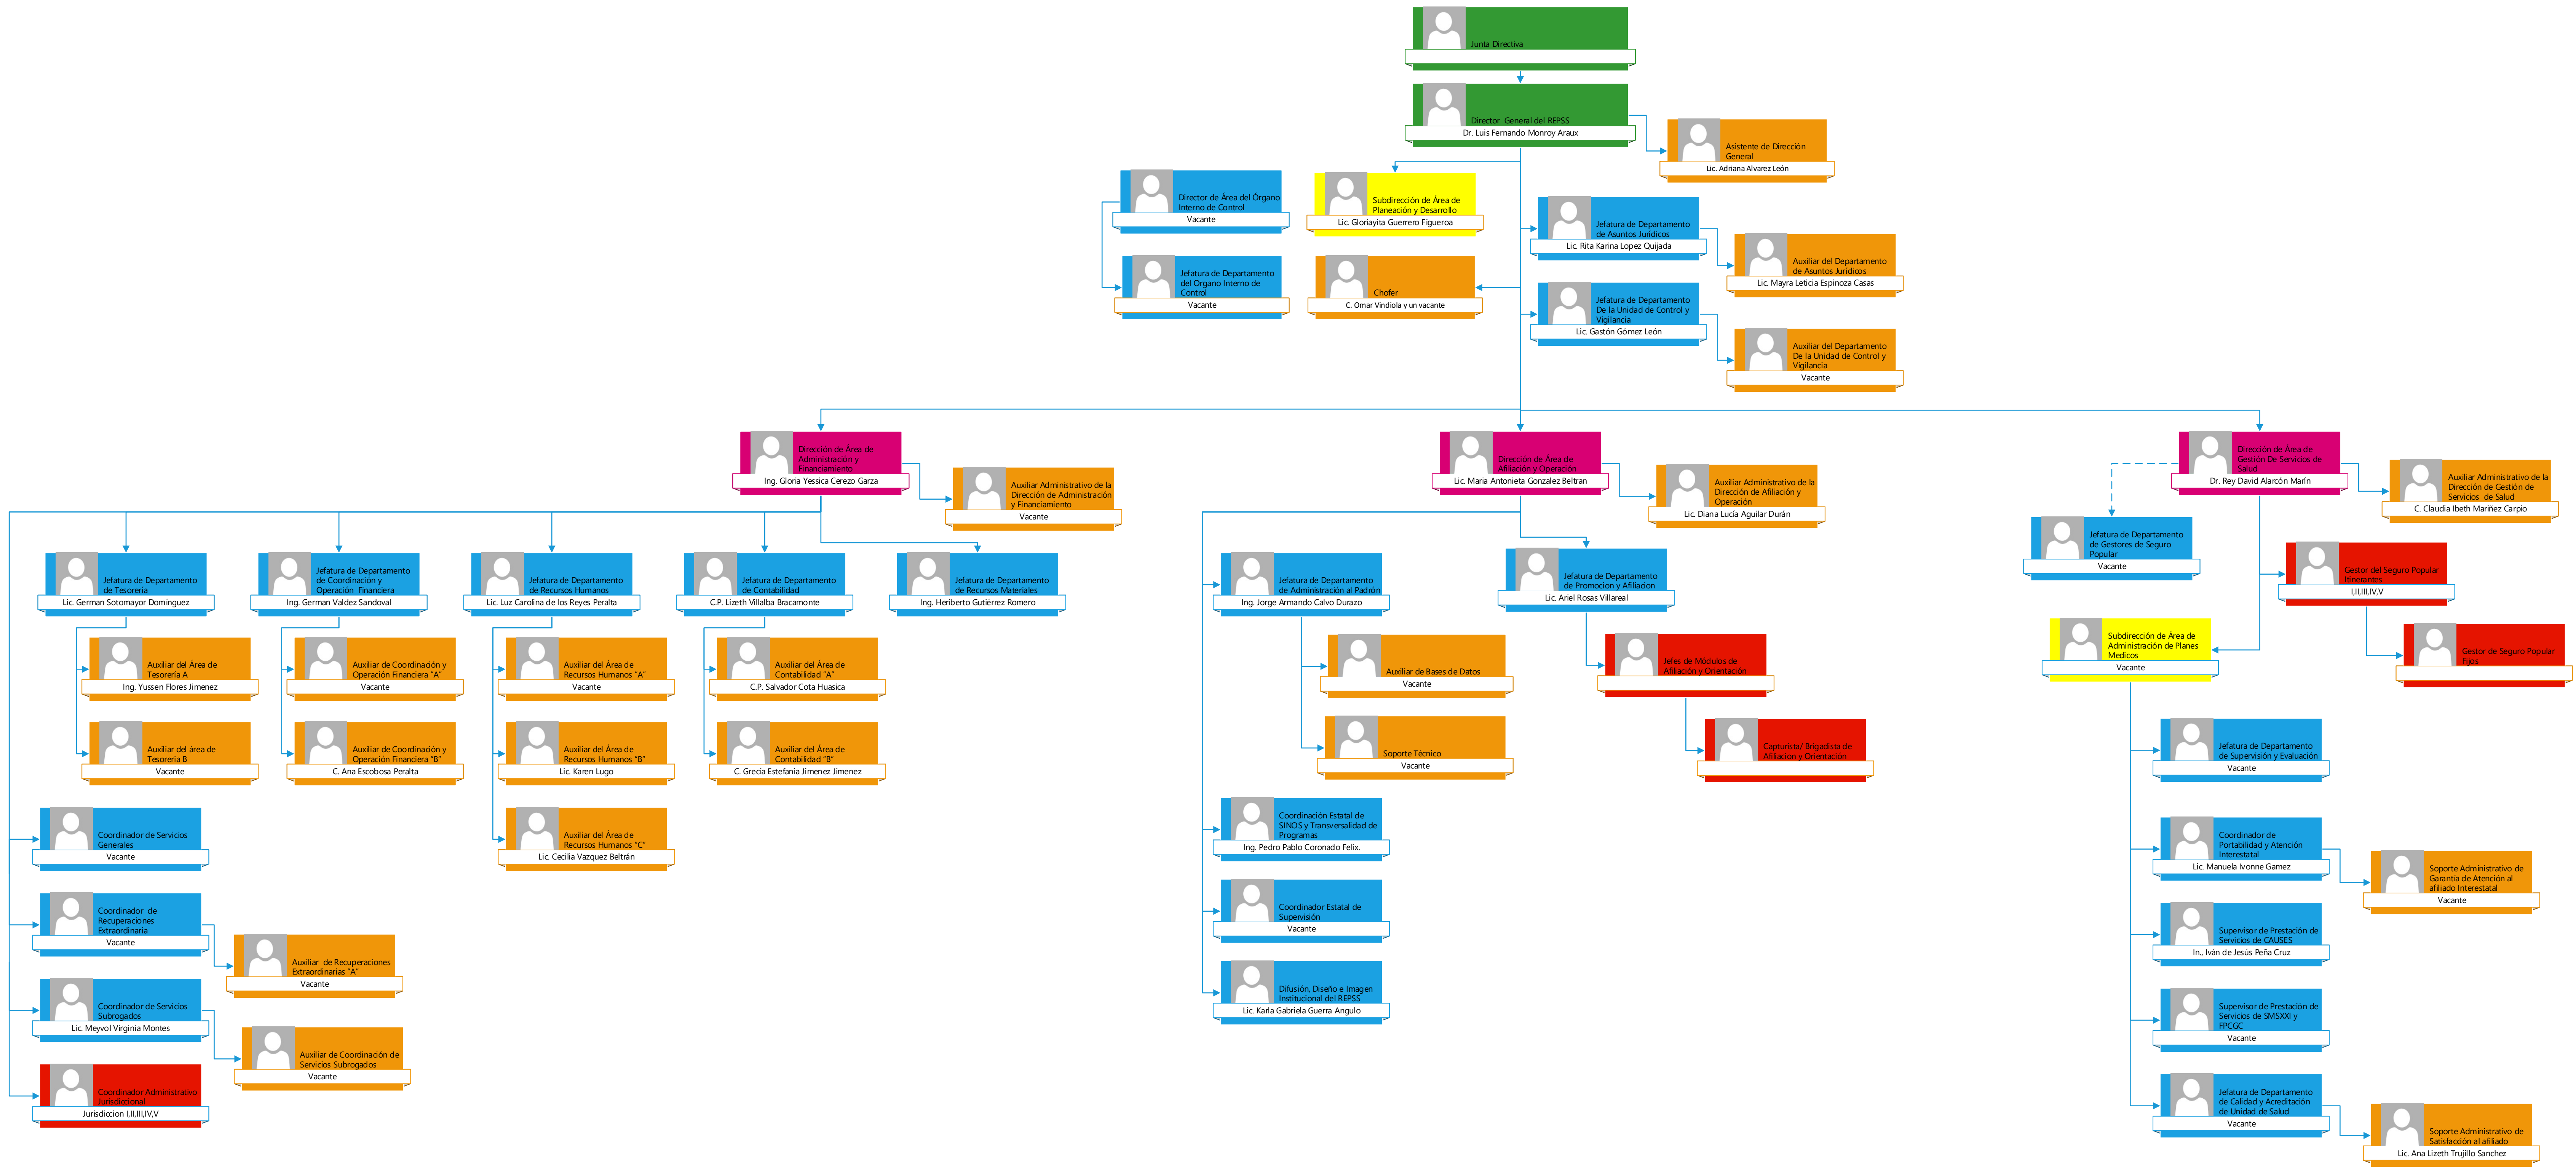 Junta Directiva
Director  General del REPSS
Dr. Luis Fernando Monroy Araux
Asistente de Dirección
General
Lic. Adriana Alvarez León
Director de Área del Órgano
Interno de Control
Vacante
Subdirección de Área de
Planeación y Desarrollo
Lic. Gloriayita Guerrero Figueroa
Jefatura de Departamento
de Asuntos Jurídicos
Lic. Rita Karina Lopez Quijada
Auxiliar del Departamento
de Asuntos Jurídicos
Lic. Mayra Leticia Espinoza Casas
Jefatura de Departamento
del Organo Interno de
Control
Vacante
Chofer
C. Omar Vindiola y un vacante
Jefatura de Departamento
De la Unidad de Control y
Vigilancia
Lic. Gastón Gómez León
Auxiliar del Departamento
De la Unidad de Control y
Vigilancia
Vacante
Dirección de Área de
Administración y
Financiamiento
Ing. Gloria Yessica Cerezo Garza
Auxiliar Administrativo de la
Dirección de Administración
y Financiamiento
Vacante
Dirección de Área de
Afiliación y Operación
Lic. Maria Antonieta Gonzalez Beltran
Auxiliar Administrativo de la
Dirección de Afiliación y
Operación
Lic. Diana Lucía Aguilar Durán
Dirección de Área de
Gestión De Servicios de
Salud
Dr. Rey David Alarcón Marin
Auxiliar Administrativo de la
Dirección de Gestión de
Servicios  de Salud
C. Claudia Ibeth Mariñez Carpio
Jefatura de Departamento
de Tesorería
Lic. German Sotomayor Domínguez
Jefatura de Departamento
de Coordinación y
Operación  Financiera
Ing. German Valdez Sandoval
Jefatura de Departamento
de Recursos Humanos
Lic. Luz Carolina de los Reyes Peralta
Jefatura de Departamento
de Contabilidad
C.P. Lizeth Villalba Bracamonte
Jefatura de Departamento
de Recursos Materiales
Ing. Heriberto Gutiérrez Romero
Jefatura de Departamento
de Administración al Padrón
Ing. Jorge Armando Calvo Durazo
Jefatura de Departamento
de Promocion y Afiliacion
Lic. Ariel Rosas Villareal
Jefatura de Departamento
de Gestores de Seguro
Popular
Vacante
Gestor del Seguro Popular
Itinerantes
I,II,III,IV,V
Auxiliar del Área de
Tesoreria A
Ing. Yussen Flores Jimenez
Auxiliar de Coordinación y
Operación Financiera "A"
Vacante
Auxiliar del Área de
Recursos Humanos "A"
Vacante
Auxiliar del Área de
Contabilidad "A"
C.P. Salvador Cota Huasica
Auxiliar de Bases de Datos
Vacante
Jefes de Módulos de
Afiliación y Orientación
Subdirección de Área de
Administración de Planes
Medicos
Vacante
Gestor de Seguro Popular
Fijos
Auxiliar del área de
Tesoreria B
Vacante
Auxiliar de Coordinación y
Operación Financiera "B"
C. Ana Escobosa Peralta
Auxiliar del Área de
Recursos Humanos "B"
Lic. Karen Lugo
Auxiliar del Área de
Contabilidad "B"
C. Grecia Estefania Jimenez Jimenez
Soporte Técnico
Vacante
Capturista/ Brigadista de
Afiliacion y Orientación
Jefatura de Departamento
de Supervisión y Evaluación
Vacante
Coordinador de Servicios
Generales
Vacante
Auxiliar del Área de
Recursos Humanos "C"
Lic. Cecilia Vazquez Beltrán
Coordinación Estatal de
SINOS y Transversalidad de
Programas
Ing. Pedro Pablo Coronado Felix.
Coordinador de
Portabilidad y Atención
Interestatal
Lic. Manuela Ivonne Gamez
Soporte Administrativo de
Garantía de Atención al
afiliado Interestatal
Vacante
Coordinador  de
Recuperaciones
Extraordinaria
Vacante
Auxiliar  de Recuperaciones
Extraordinarias "A"
Vacante
Coordinador Estatal de
Supervisión
Vacante
Supervisor de Prestación de
Servicios de CAUSES
In., Iván de Jesús Peña Cruz
Coordinador de Servicios
Subrogados
Lic. Meyvol Virginia Montes
Auxiliar de Coordinación de
Servicios Subrogados
Vacante
Difusión, Diseño e Imagen
Institucional del REPSS
Lic. Karla Gabriela Guerra Angulo
Supervisor de Prestación de
Servicios de SMSXXI y
FPCGC
Vacante
Coordinador Administrativo
Jurisdiccional
Jurisdiccion I,II,III,IV,V
Jefatura de Departamento
de Calidad y Acreditación
de Unidad de Salud
Vacante
Soporte Administrativo de
Satisfacción al afiliado
Lic. Ana Lizeth Trujillo Sanchez